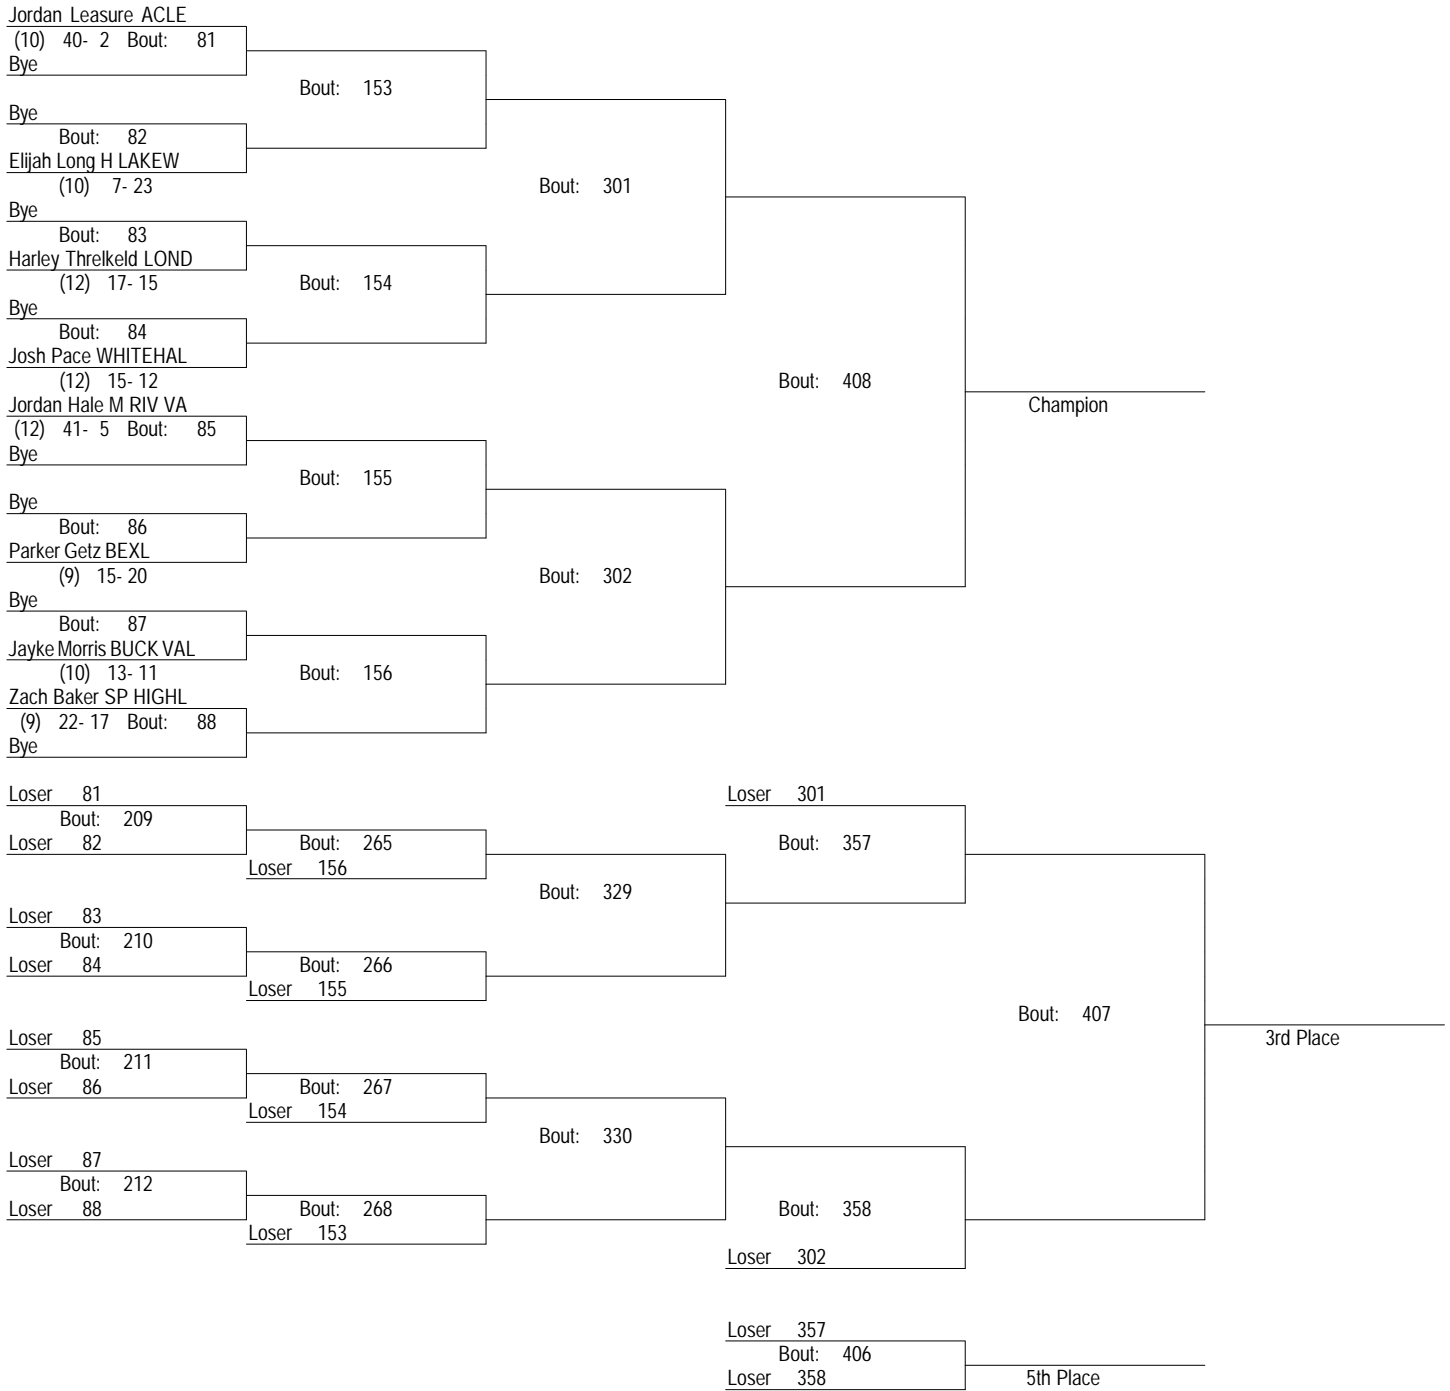 Jordan Leasure ACLE
(10) 40- 2 Bout: 81
Bye
Bout: 153
Bye
Bout: 82
Elijah Long H LAKEW
(10) 7- 23
Bout: 301
Bye
Bout: 83
Harley Threlkeld LOND
(12) 17- 15
Bout: 154
Bye
Bout: 84
Josh Pace WHITEHAL
(12) 15- 12
Bout: 408
Champion
Jordan Hale M RIV VA
(12) 41- 5 Bout: 85
Bye
Bout: 155
Bye
Bout: 86
Parker Getz BEXL
(9) 15- 20
Bout: 302
Bye
Bout: 87
Jayke Morris BUCK VAL
(10) 13- 11
Bout: 156
Zach Baker SP HIGHL
(9) 22- 17 Bout: 88
Bye
Loser 81
Loser 301
Bout: 209
Loser 82
Bout: 265
Bout: 357
Loser 156
Bout: 329
Loser 83
Bout: 210
Loser 84
Bout: 266
Loser 155
Bout: 407
3rd Place
Loser 85
Bout: 211
Loser 86
Bout: 267
Loser 154
Bout: 330
Loser 87
Bout: 212
Loser 88
Bout: 268
Bout: 358
Loser 153
Loser 302
Loser 357
Bout: 406
Loser 358
5th Place